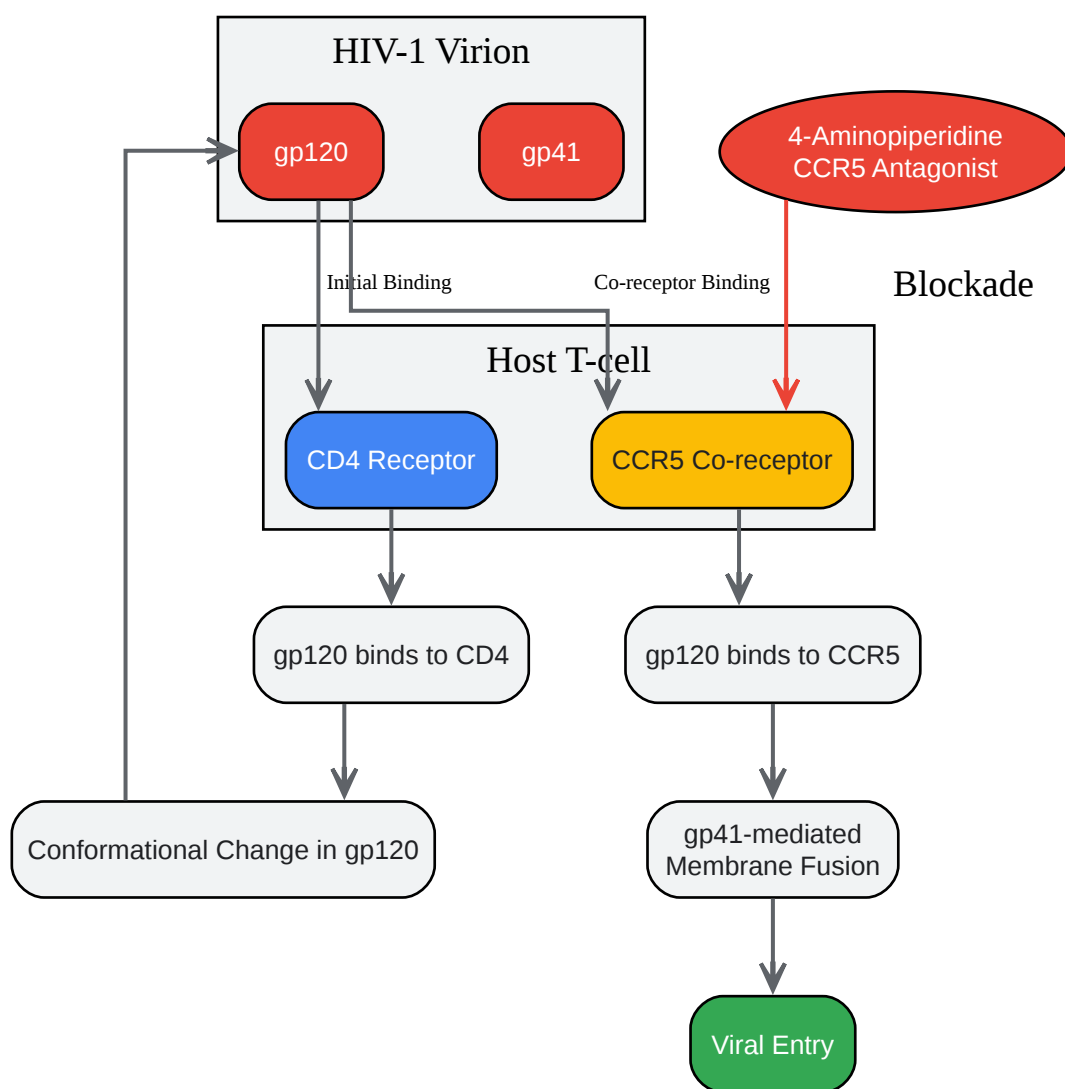 HIV-1 Virion
gp120
gp41
4-Aminopiperidine
CCR5 Antagonist
Initial Binding
Co-receptor Binding
Blockade
Host T-cell
CD4 Receptor
CCR5 Co-receptor
gp120 binds to CD4
gp120 binds to CCR5
Conformational Change in gp120
gp41-mediated
Membrane Fusion
Viral Entry